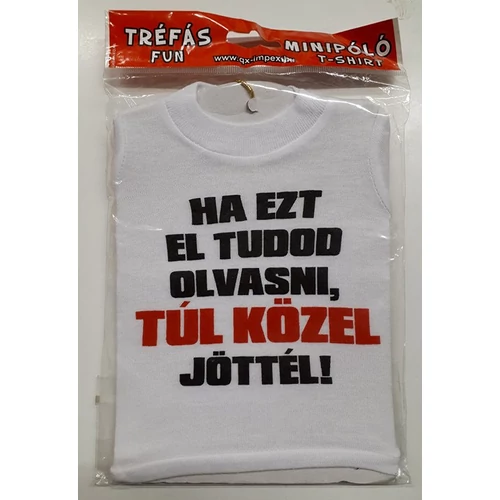 TRÉFÁS
FUN
MINIPÓLÓ
T-SHIRT
HA EZT
EL TUDOD
OLVASNI,
TÚL KÖZEL
JÖTTÉL!